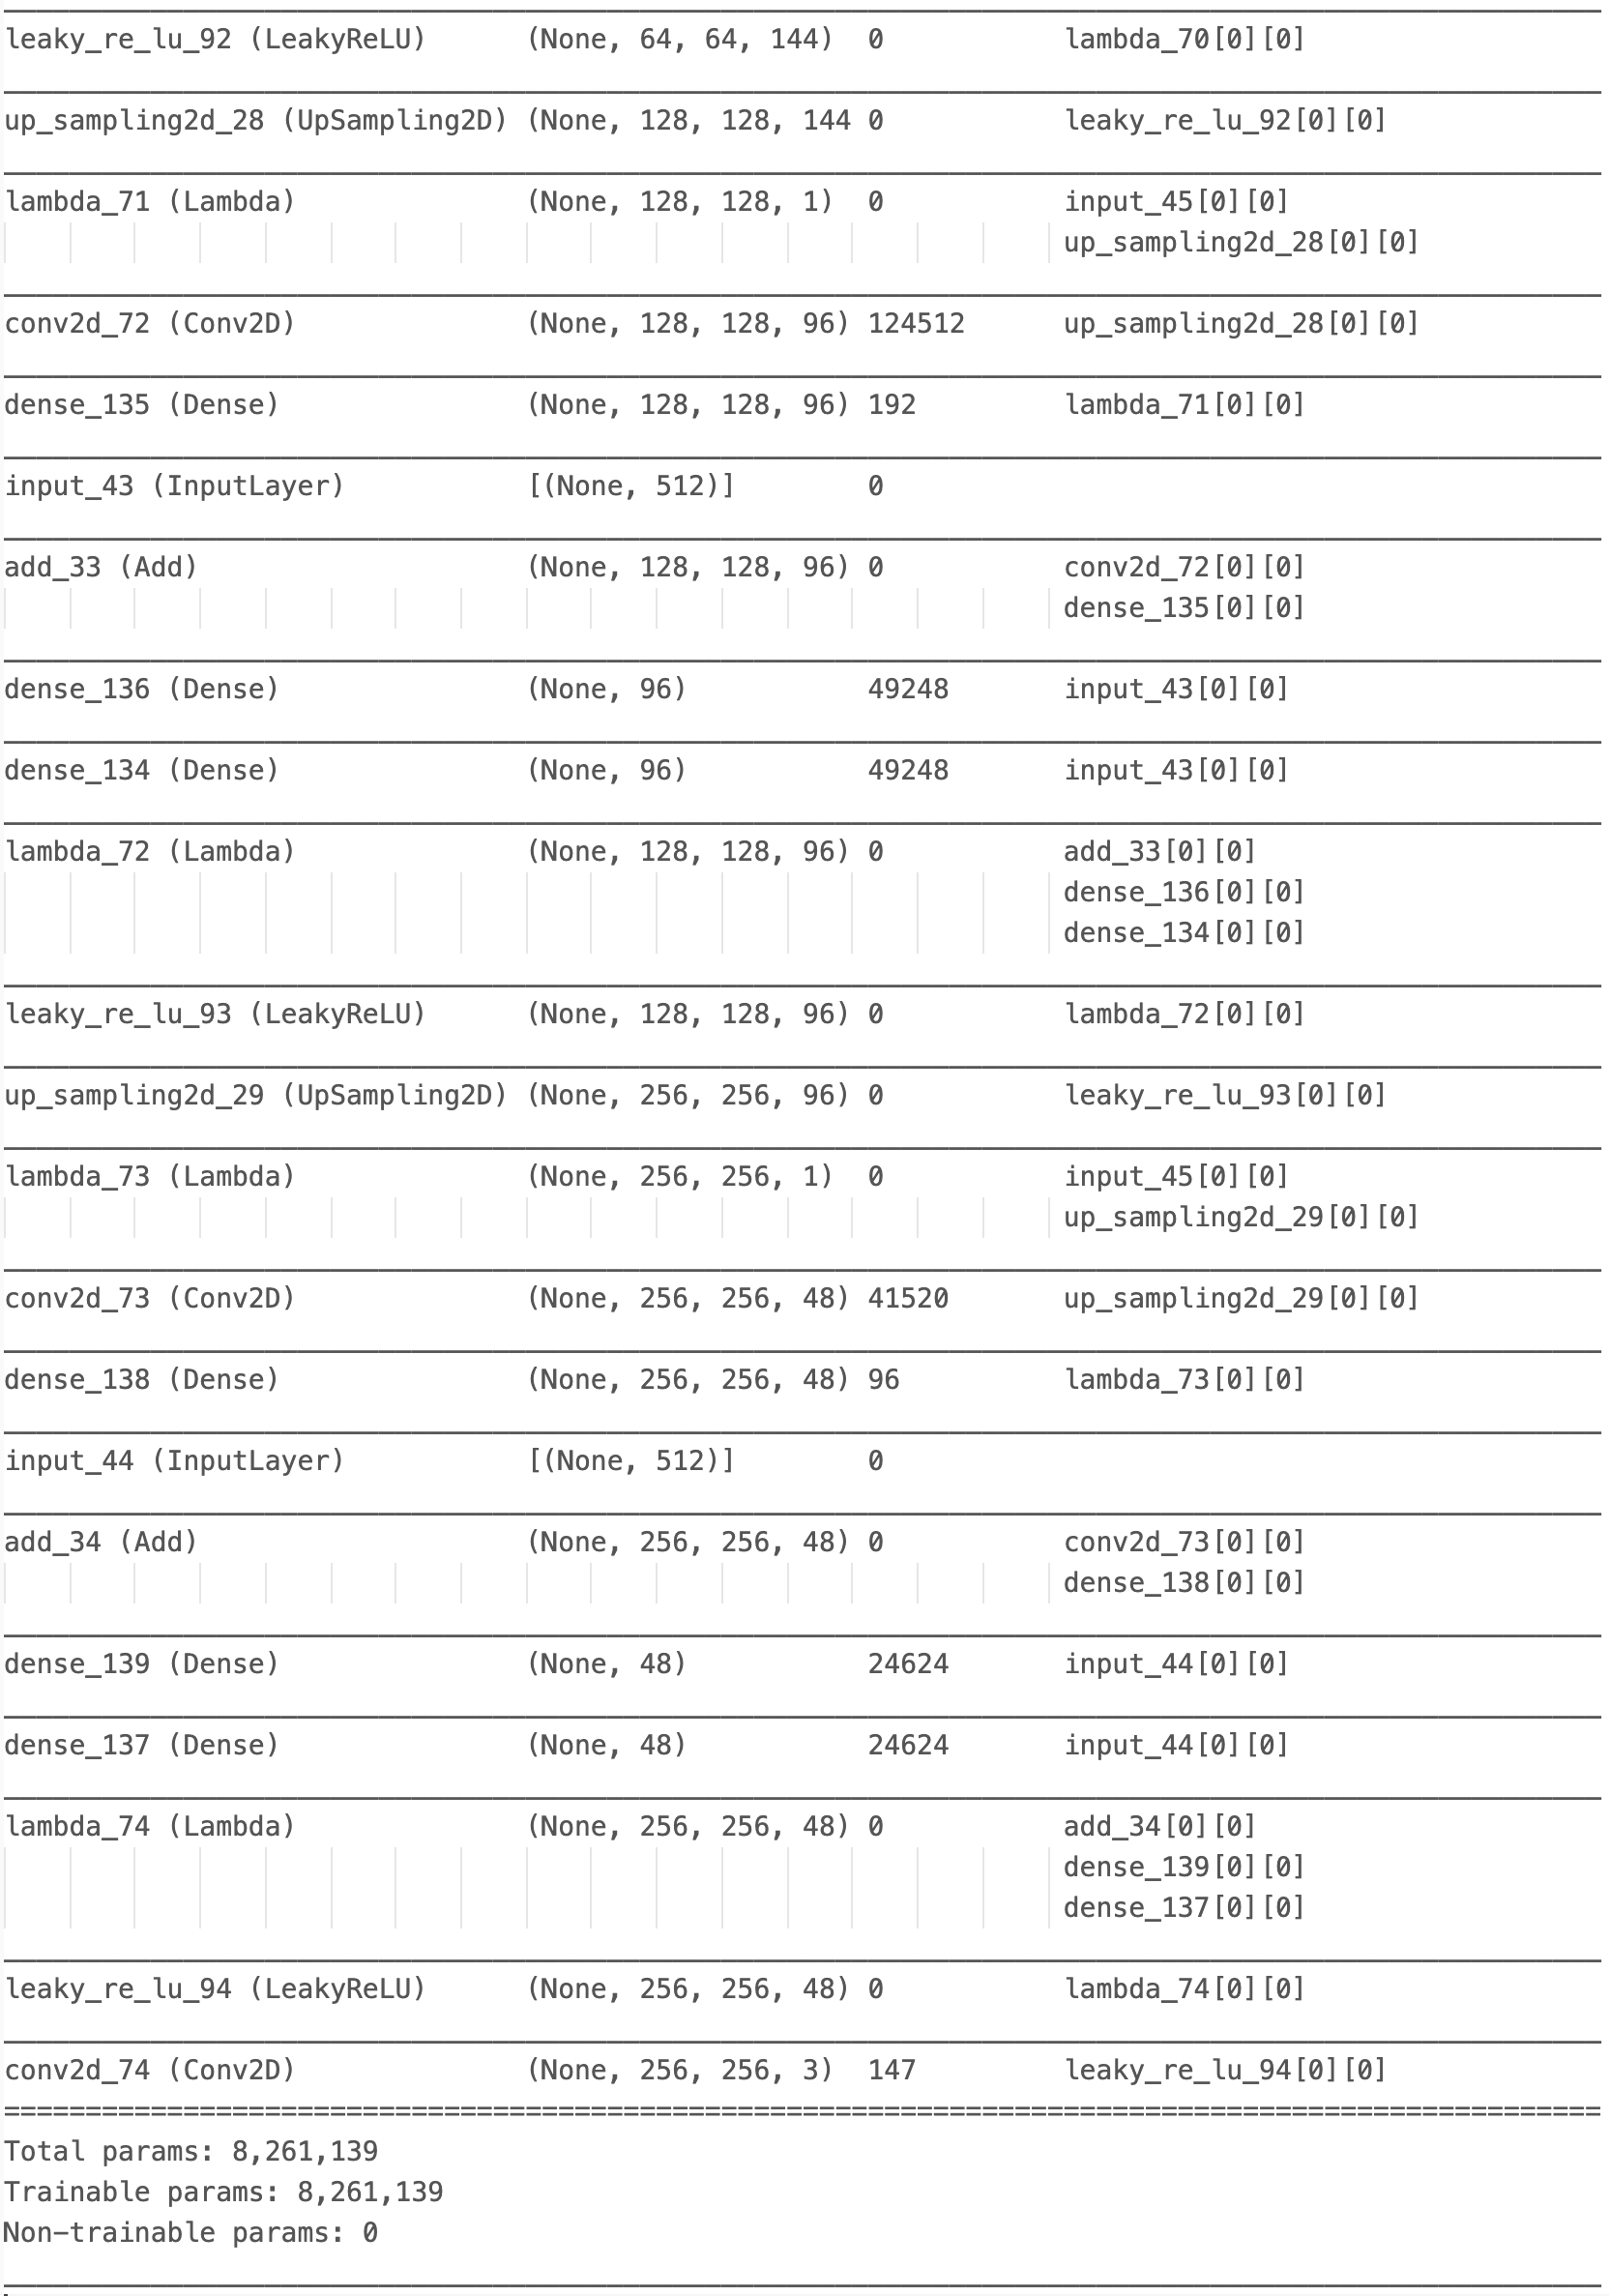 leaky_re_lu_92 (LeakyReLU) (None, 64, 64, 144) 0 lambda_70[0][0]
up_sampling2d_28 (UpSampling2D) (None, 128, 128, 144 0 leaky_re_lu_92[0][0]
lambda_71 (Lambda) (None, 128, 128, 1) 0 input_45[0][0]
up_sampling2d_28[0][0]
conv2d_72 (Conv2D) (None, 128, 128, 96) 124512 up_sampling2d_28[0][0]
dense_135 (Dense) (None, 128, 128, 96) 192 lambda_71[0][0]
input_43 (InputLayer) [(None, 512)] 0
add_33 (Add) (None, 128, 128, 96) 0 conv2d_72[0][0]
dense_135[0][0]
dense_136 (Dense) (None, 96) 49248 input_43[0][0]
dense_134 (Dense) (None, 96) 49248 input_43[0][0]
lambda_72 (Lambda) (None, 128, 128, 96) 0 add_33[0][0]
dense_136[0][0]
dense_134[0][0]
leaky_re_lu_93 (LeakyReLU) (None, 128, 128, 96) 0 lambda_72[0][0]
up_sampling2d_29 (UpSampling2D) (None, 256, 256, 96) 0 leaky_re_lu_93[0][0]
lambda_73 (Lambda) (None, 256, 256, 1) 0 input_45[0][0]
up_sampling2d_29[0][0]
conv2d_73 (Conv2D) (None, 256, 256, 48) 41520 up_sampling2d_29[0][0]
dense_138 (Dense) (None, 256, 256, 48) 96 lambda_73[0][0]
input_44 (InputLayer) [(None, 512)] 0
add_34 (Add) (None, 256, 256, 48) 0 conv2d_73[0][0]
dense_138[0][0]
dense_139 (Dense) (None, 48) 24624 input_44[0][0]
dense_137 (Dense) (None, 48) 24624 input_44[0][0]
lambda_74 (Lambda) (None, 256, 256, 48) 0 add_34[0][0]
dense_139[0][0]
dense_137[0][0]
leaky_re_lu_94 (LeakyReLU) (None, 256, 256, 48) 0 lambda_74[0][0]
conv2d_74 (Conv2D) (None, 256, 256, 3) 147 leaky_re_lu_94[0][0]
==================================================================================================
Total params: 8,261,139
Trainable params: 8,261,139
Non-trainable params: 0